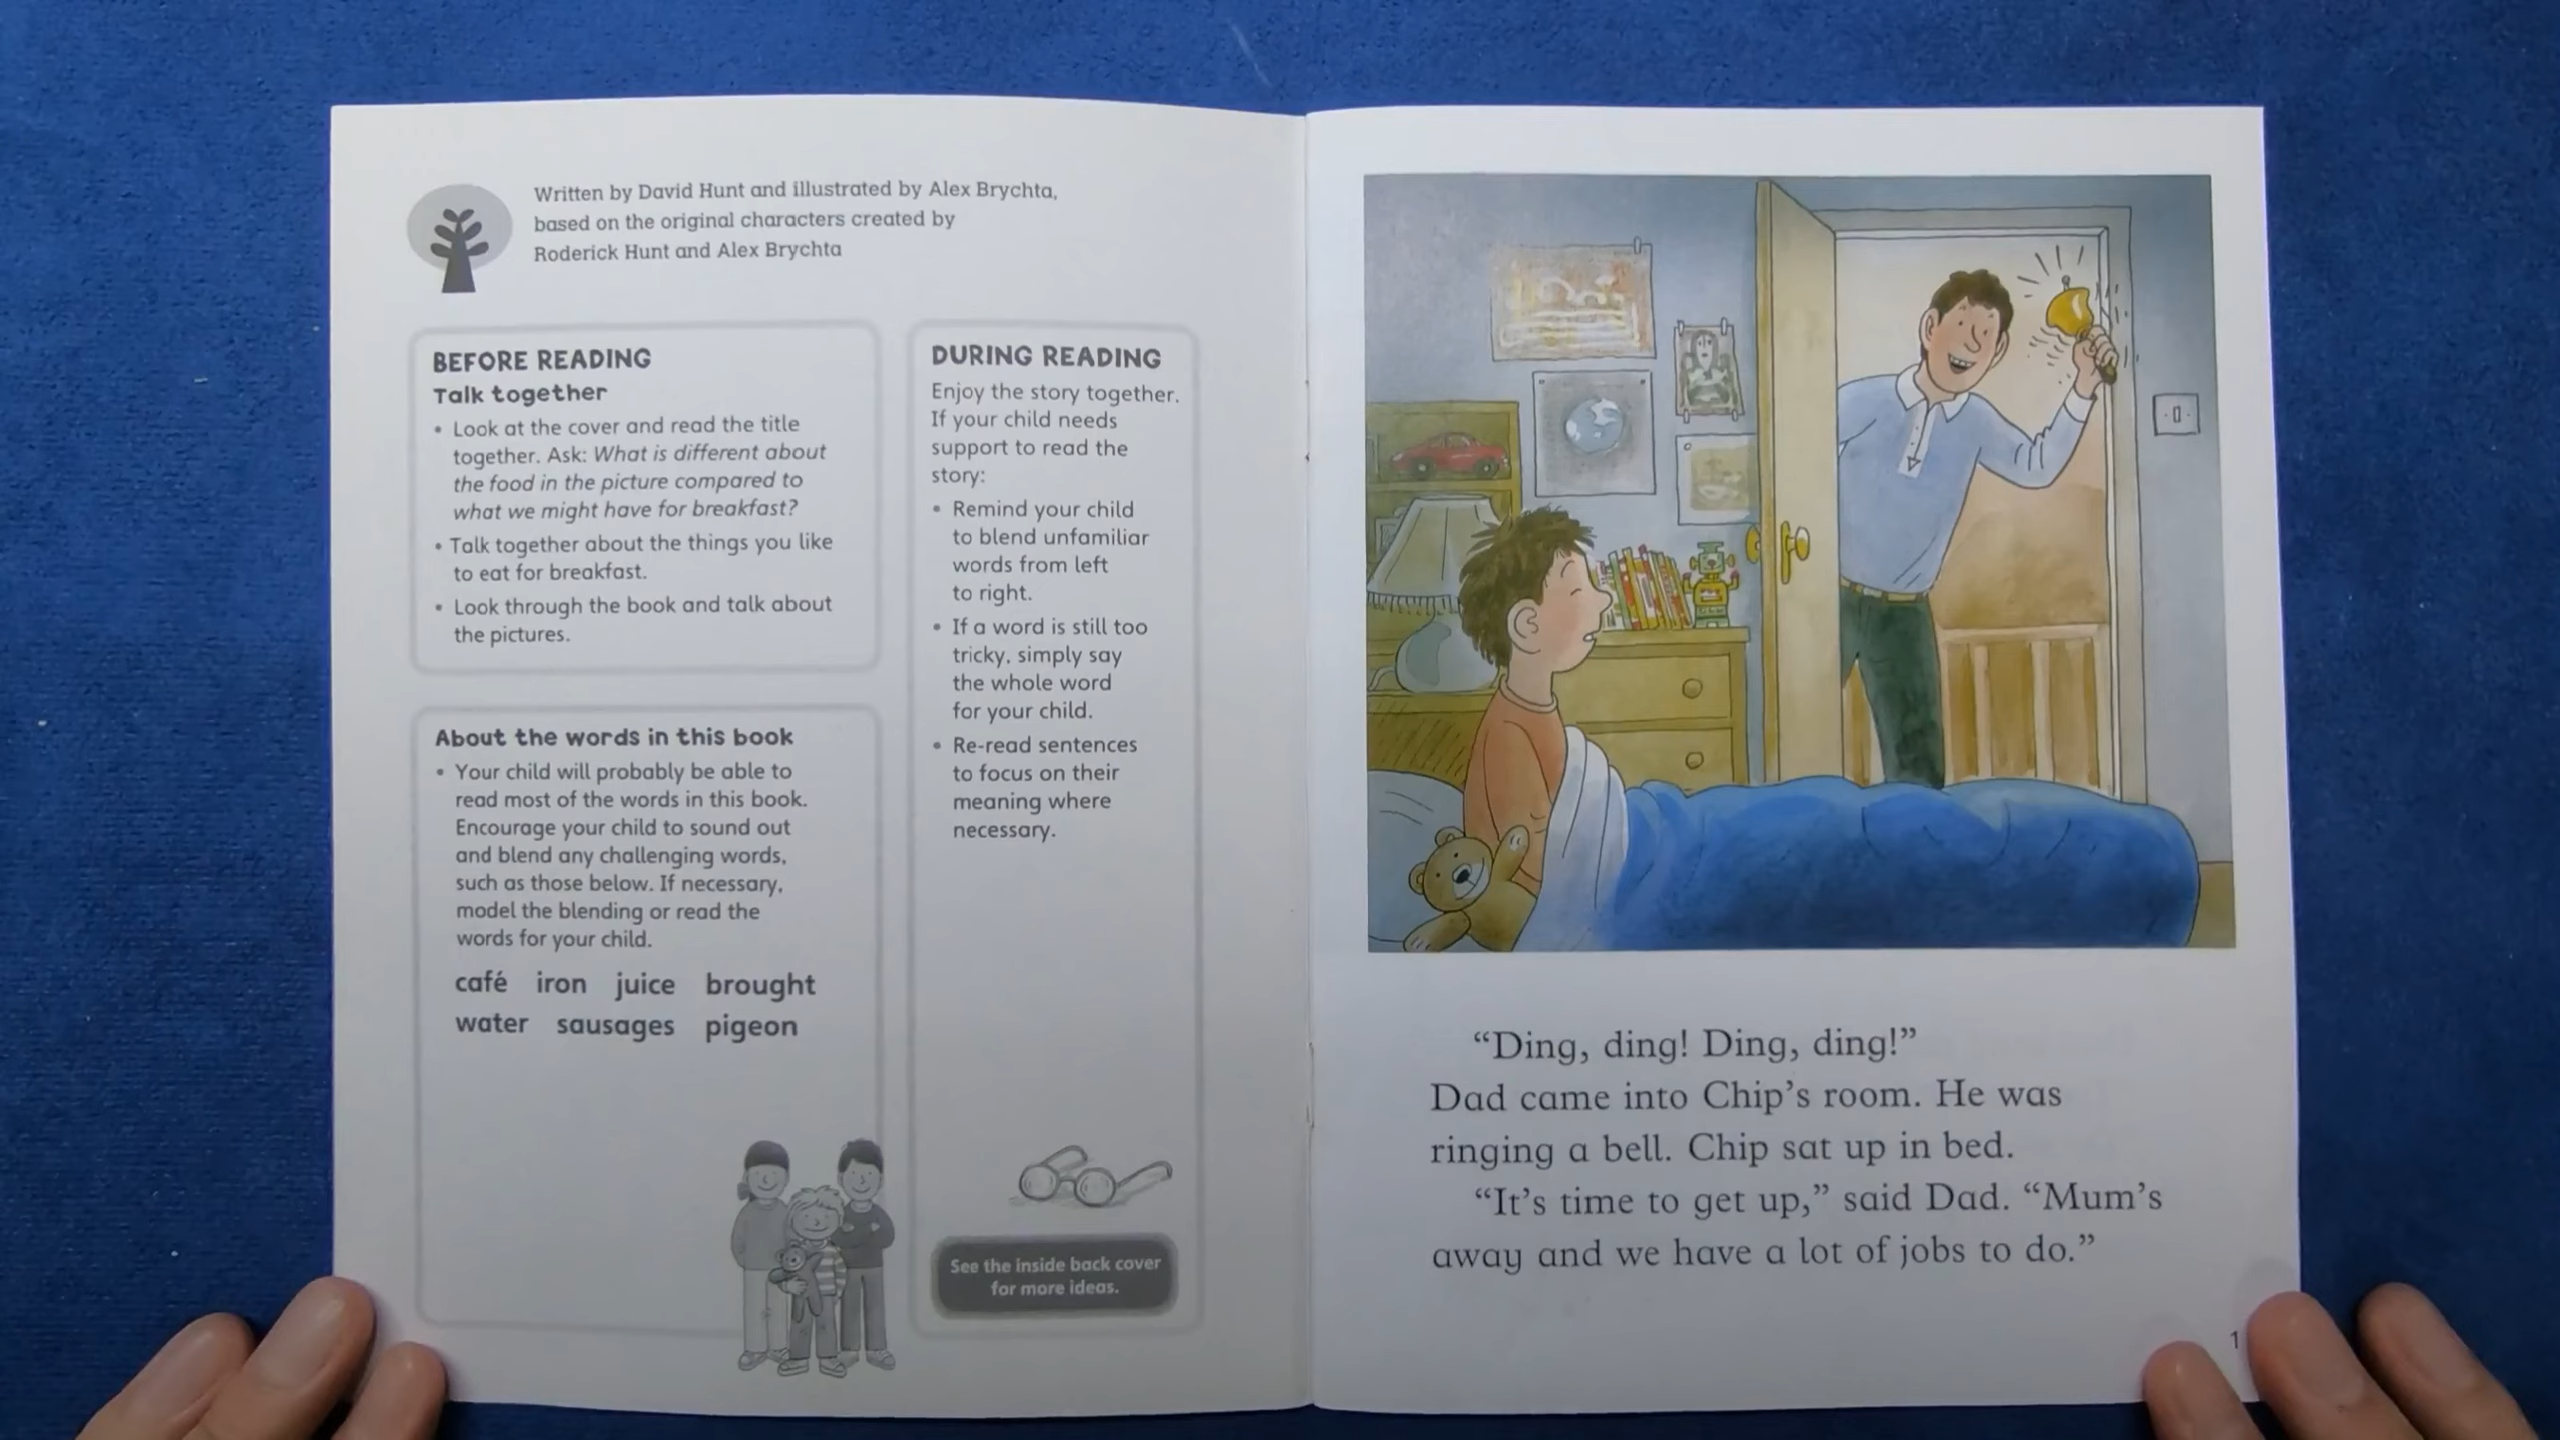 Written by David Hunt and illustrated by Alex Brychta,
based on the original characters created by
Roderick Hunt and Alex Brychta
BEFORE READING
Talk together
• Look at the cover and read the title
together. Ask: What is different about
the food in the picture compared to
what we might have for breakfast?
• Talk together about the things you like
to eat for breakfast.
• Look through the book and talk about
the pictures.
About the words in this book
• Your child will probably be able to
read most of the words in this book.
Encourage your child to sound out
and blend any challenging words,
such as those below. If necessary,
model the blending or read the
words for your child.
café iron juice brought
water sausages pigeon
DURING READING
Enjoy the story together.
If your child needs
support to read the
story:
• Remind your child
to blend unfamiliar
words from left
to right.
• If a word is still too
tricky, simply say
the whole word
for your child.
• Re-read sentences
to focus on their
meaning where
necessary.
See the inside back cover
for more ideas.
“Ding, ding! Ding, ding!”
Dad came into Chip’s room. He was
ringing a bell. Chip sat up in bed.
“It’s time to get up,” said Dad. “Mum’s
away and we have a lot of jobs to do.”
1